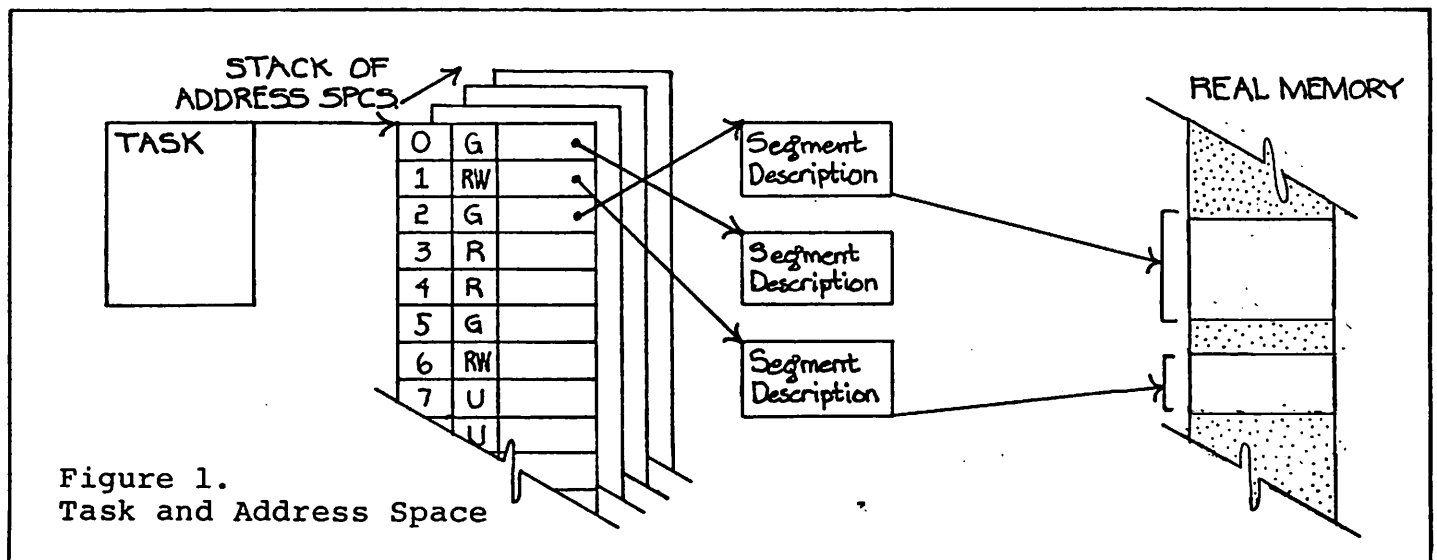 STACK OF
ADDRESS SPCS.
TASK
0 G
1 RW
2 G
3 R
4 R
5 G
6 RW
7 U
U
Segment
Description
Segment
Description
Segment
Description
REAL MEMORY
Figure 1.
Task and Address Space